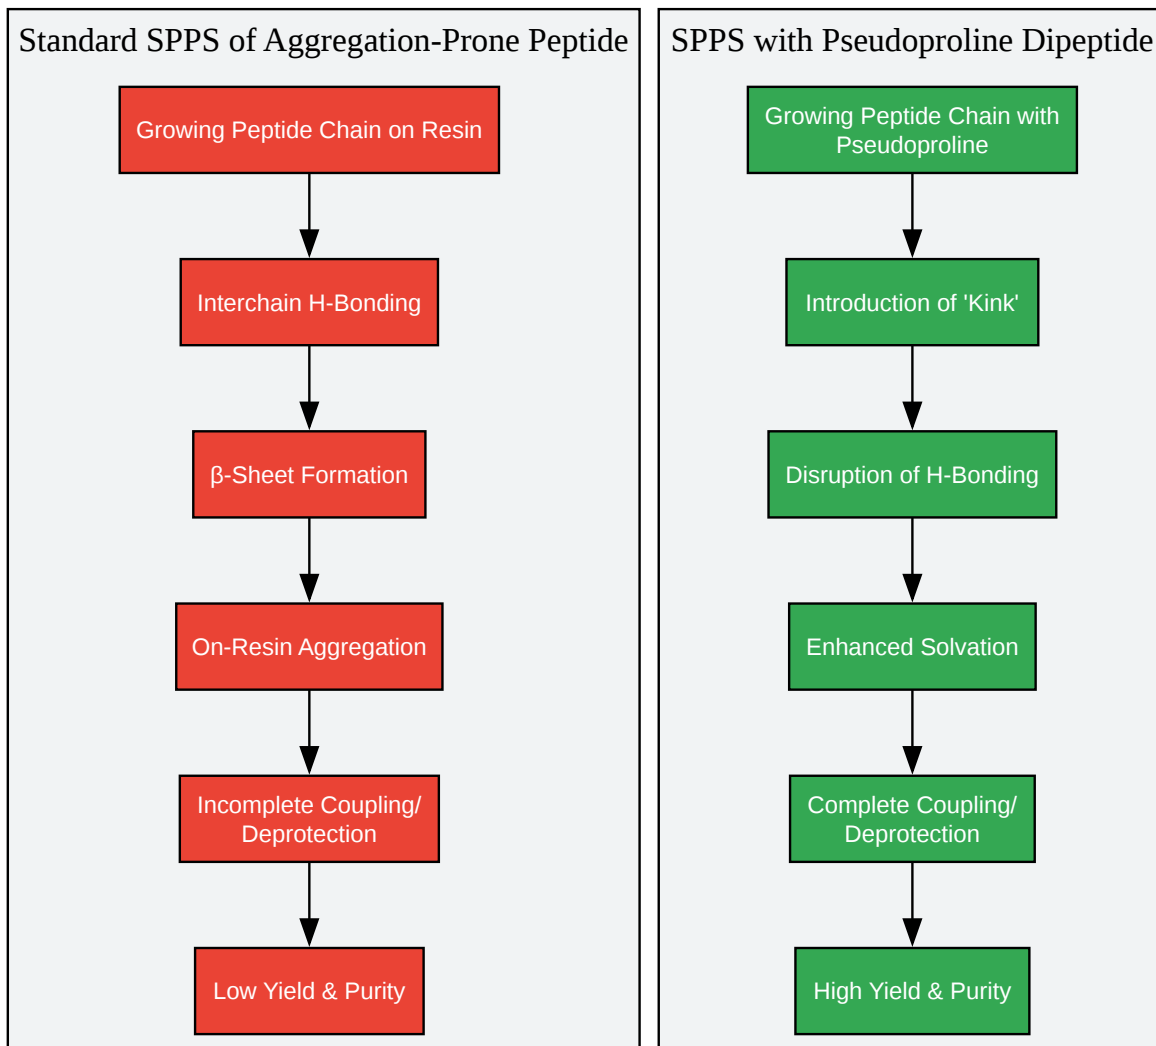 Standard SPPS of Aggregation-Prone Peptide
Growing Peptide Chain on Resin
Interchain H-Bonding
β-Sheet Formation
On-Resin Aggregation
Incomplete Coupling/
Deprotection
Low Yield & Purity
SPPS with Pseudoproline Dipeptide
Growing Peptide Chain with
Pseudoproline
Introduction of 'Kink'
Disruption of H-Bonding
Enhanced Solvation
Complete Coupling/
Deprotection
High Yield & Purity